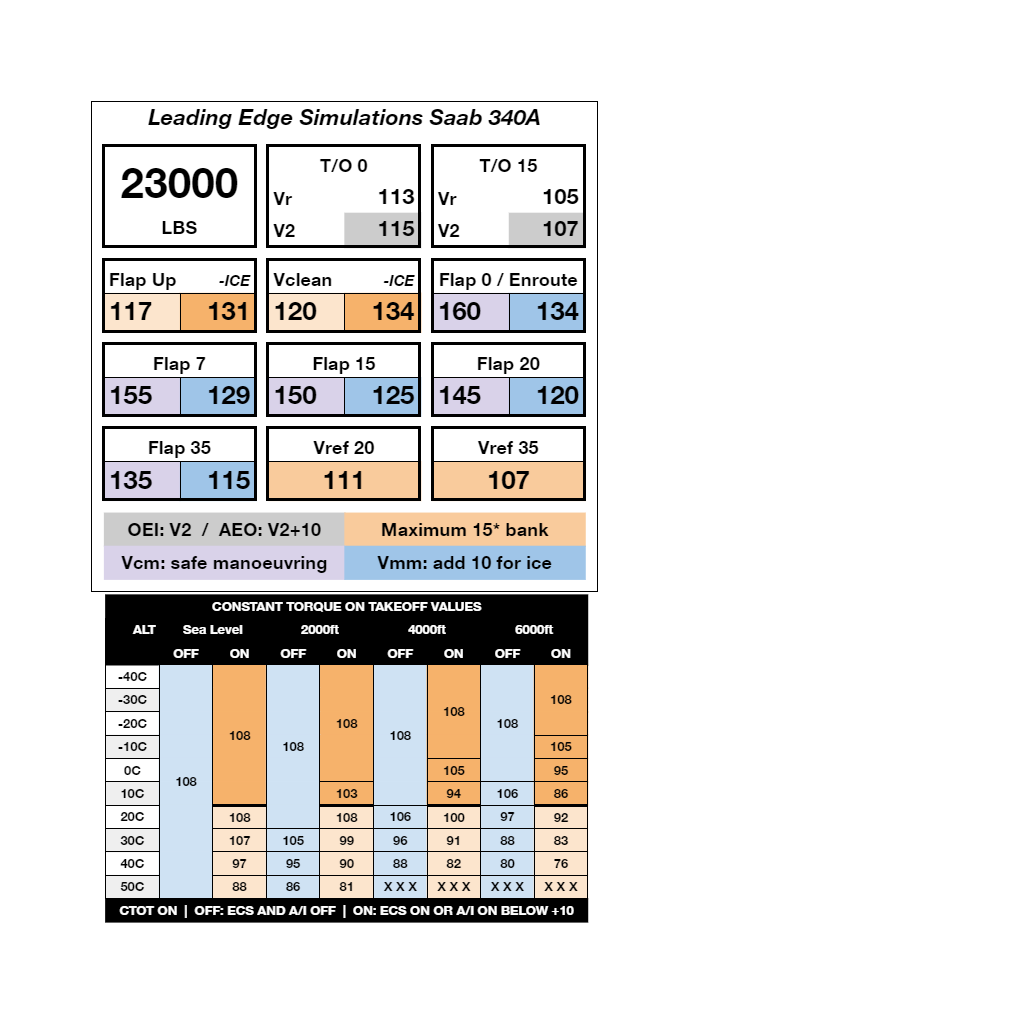 Leading Edge Simulations Saab 340A
23000
LBS
T/O 0
Vr 113
V2 115
T/O 15
Vr 105
V2 107
Flap Up -ICE
117 131
Vclean -ICE
120 134
Flap 0 / Enroute
160 134
Flap 7
155 129
Flap 15
150 125
Flap 20
145 120
Flap 35
135 115
Vref 20
111
Vref 35
107
OEI: V2 / AEO: V2+10
Maximum 15* bank
Vcm: safe manoeuvring
Vmm: add 10 for ice
CONSTANT TORQUE ON TAKEOFF VALUES
ALT Sea Level 2000ft 4000ft 6000ft
OFF ON OFF ON OFF ON OFF ON
-40C
-30C 108
-20C 108 108 108 108
-10C 108 108 105
0C 108 105 95
10C 103 94 106 86
20C 108 108 106 100 97 92
30C 107 105 99 96 91 88 83
40C 97 95 90 88 82 80 76
50C 88 86 81 X X X X X X X X X X X X
CTOT ON | OFF: ECS AND A/I OFF | ON: ECS ON OR A/I ON BELOW +10